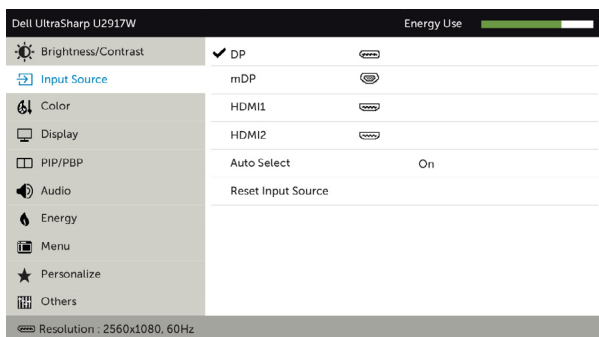 Dell UltraSharp U2917W Energy Use
Brightness/Contrast DP
Input Source mDP
Color HDMI1
Display HDMI2
PIP/PBP Auto Select On
Audio Reset Input Source
Energy
Menu
Personalize
Others
Resolution : 2560x1080, 60Hz